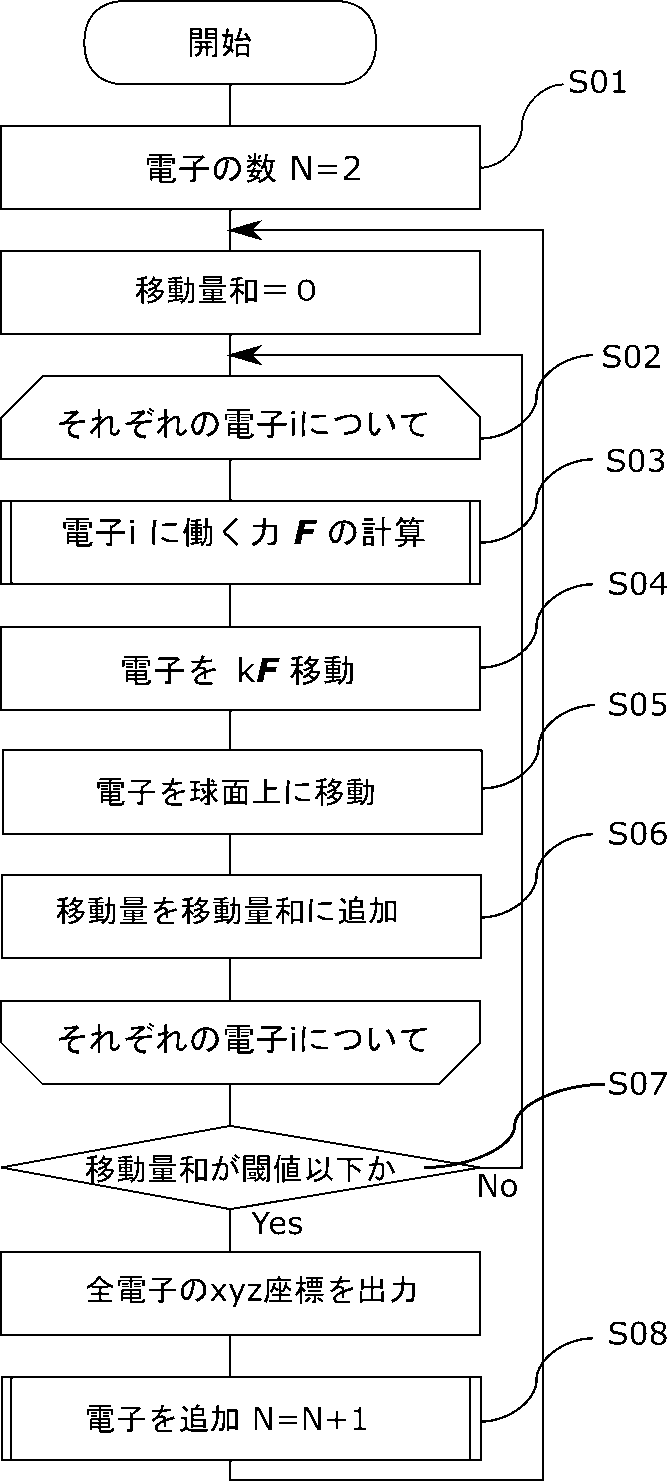 開始
S01
電子の数 N=2
移動量和=0
S02
それぞれの電子iについて
S03
電子i に働く力 F の計算
S04
電子を kF 移動
S05
電子を球面上に移動
S06
移動量を移動量和に追加
それぞれの電子iについて
S07
移動量和が閾値以下か
No
Yes
全電子のxyz座標を出力
S08
電子を追加 N=N+1